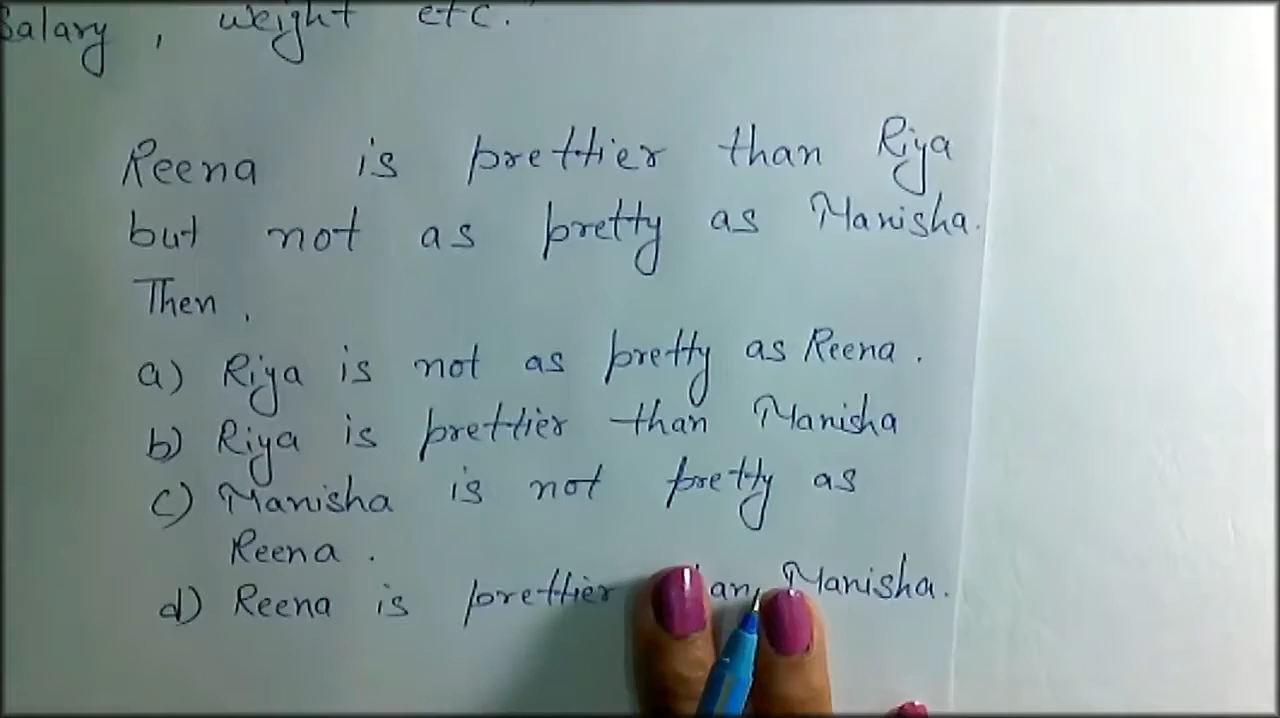 Salary , weight etc.
Reena is prettier than Riya
but not as pretty as Manisha.
Then ,
a) Riya is not as pretty as Reena .
b) Riya is prettier than Manisha
c) Manisha is not pretty as
Reena .
d) Reena is prettier Manisha.